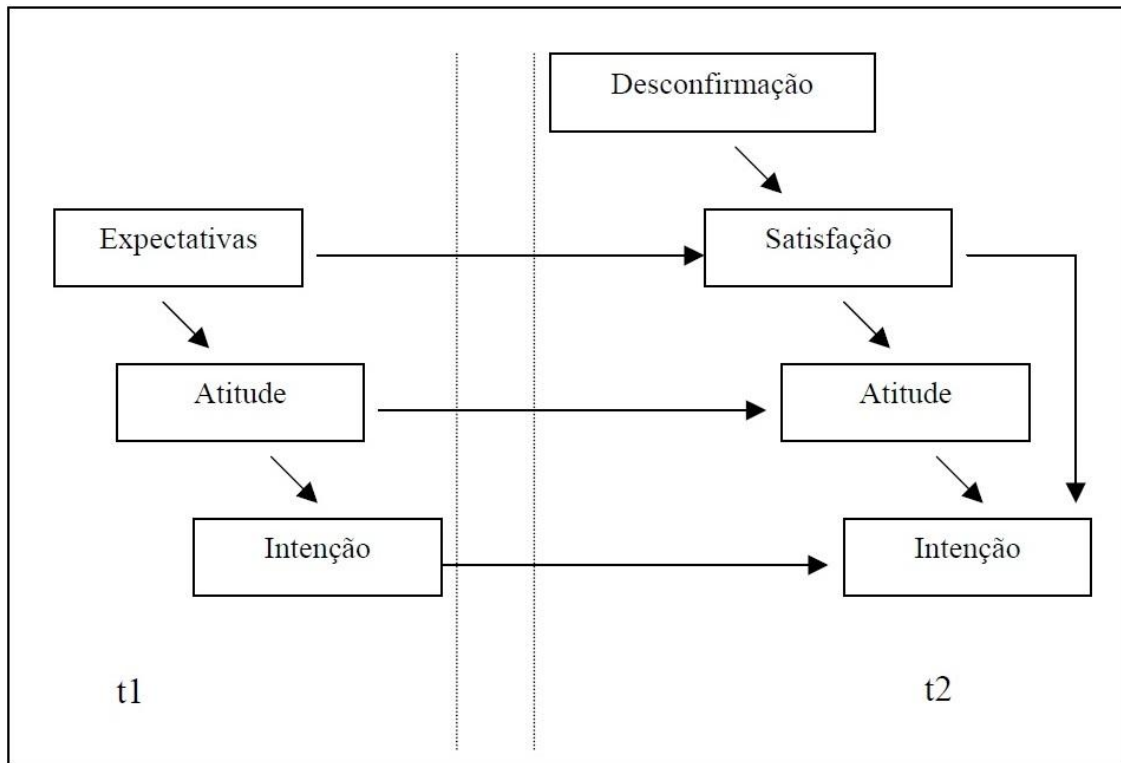 Desconfirmação
Expectativas
Satisfação
Atitude
Atitude
Intenção
Intenção
t1
t2